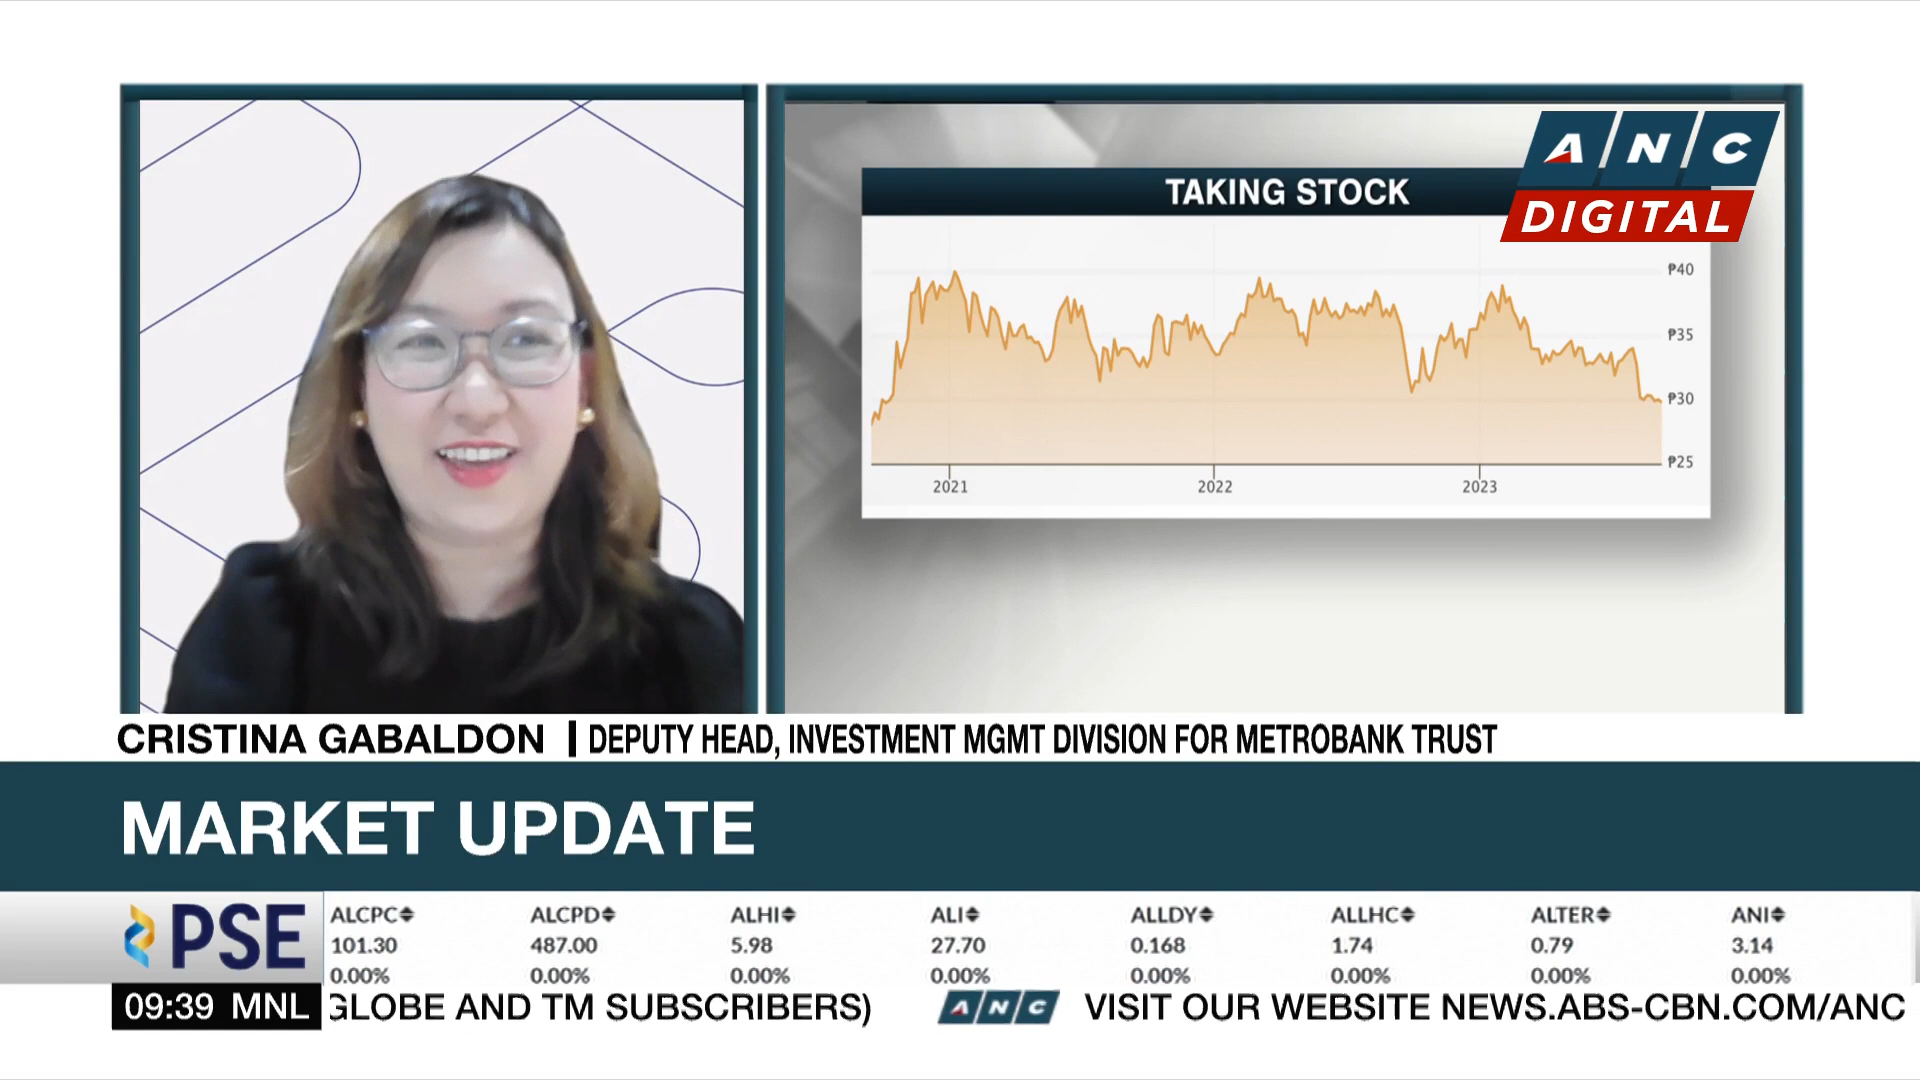 ANC
DIGITAL
TAKING STOCK
₱40
₱35
₱30
₱25
2021 2022 2023
CRISTINA GABALDON | DEPUTY HEAD, INVESTMENT MGMT DIVISION FOR METROBANK TRUST
MARKET UPDATE
PSE
ALCPC ALCPD ALHI ALI ALLDY ALLHC ALTER ANI
101.30 487.00 5.98 27.70 0.168 1.74 0.79 3.14
0.00% 0.00% 0.00% 0.00% 0.00% 0.00% 0.00% 0.00%
09:39 MNL GLOBE AND TM SUBSCRIBERS) ANC VISIT OUR WEBSITE NEWS.ABS-CBN.COM/ANC